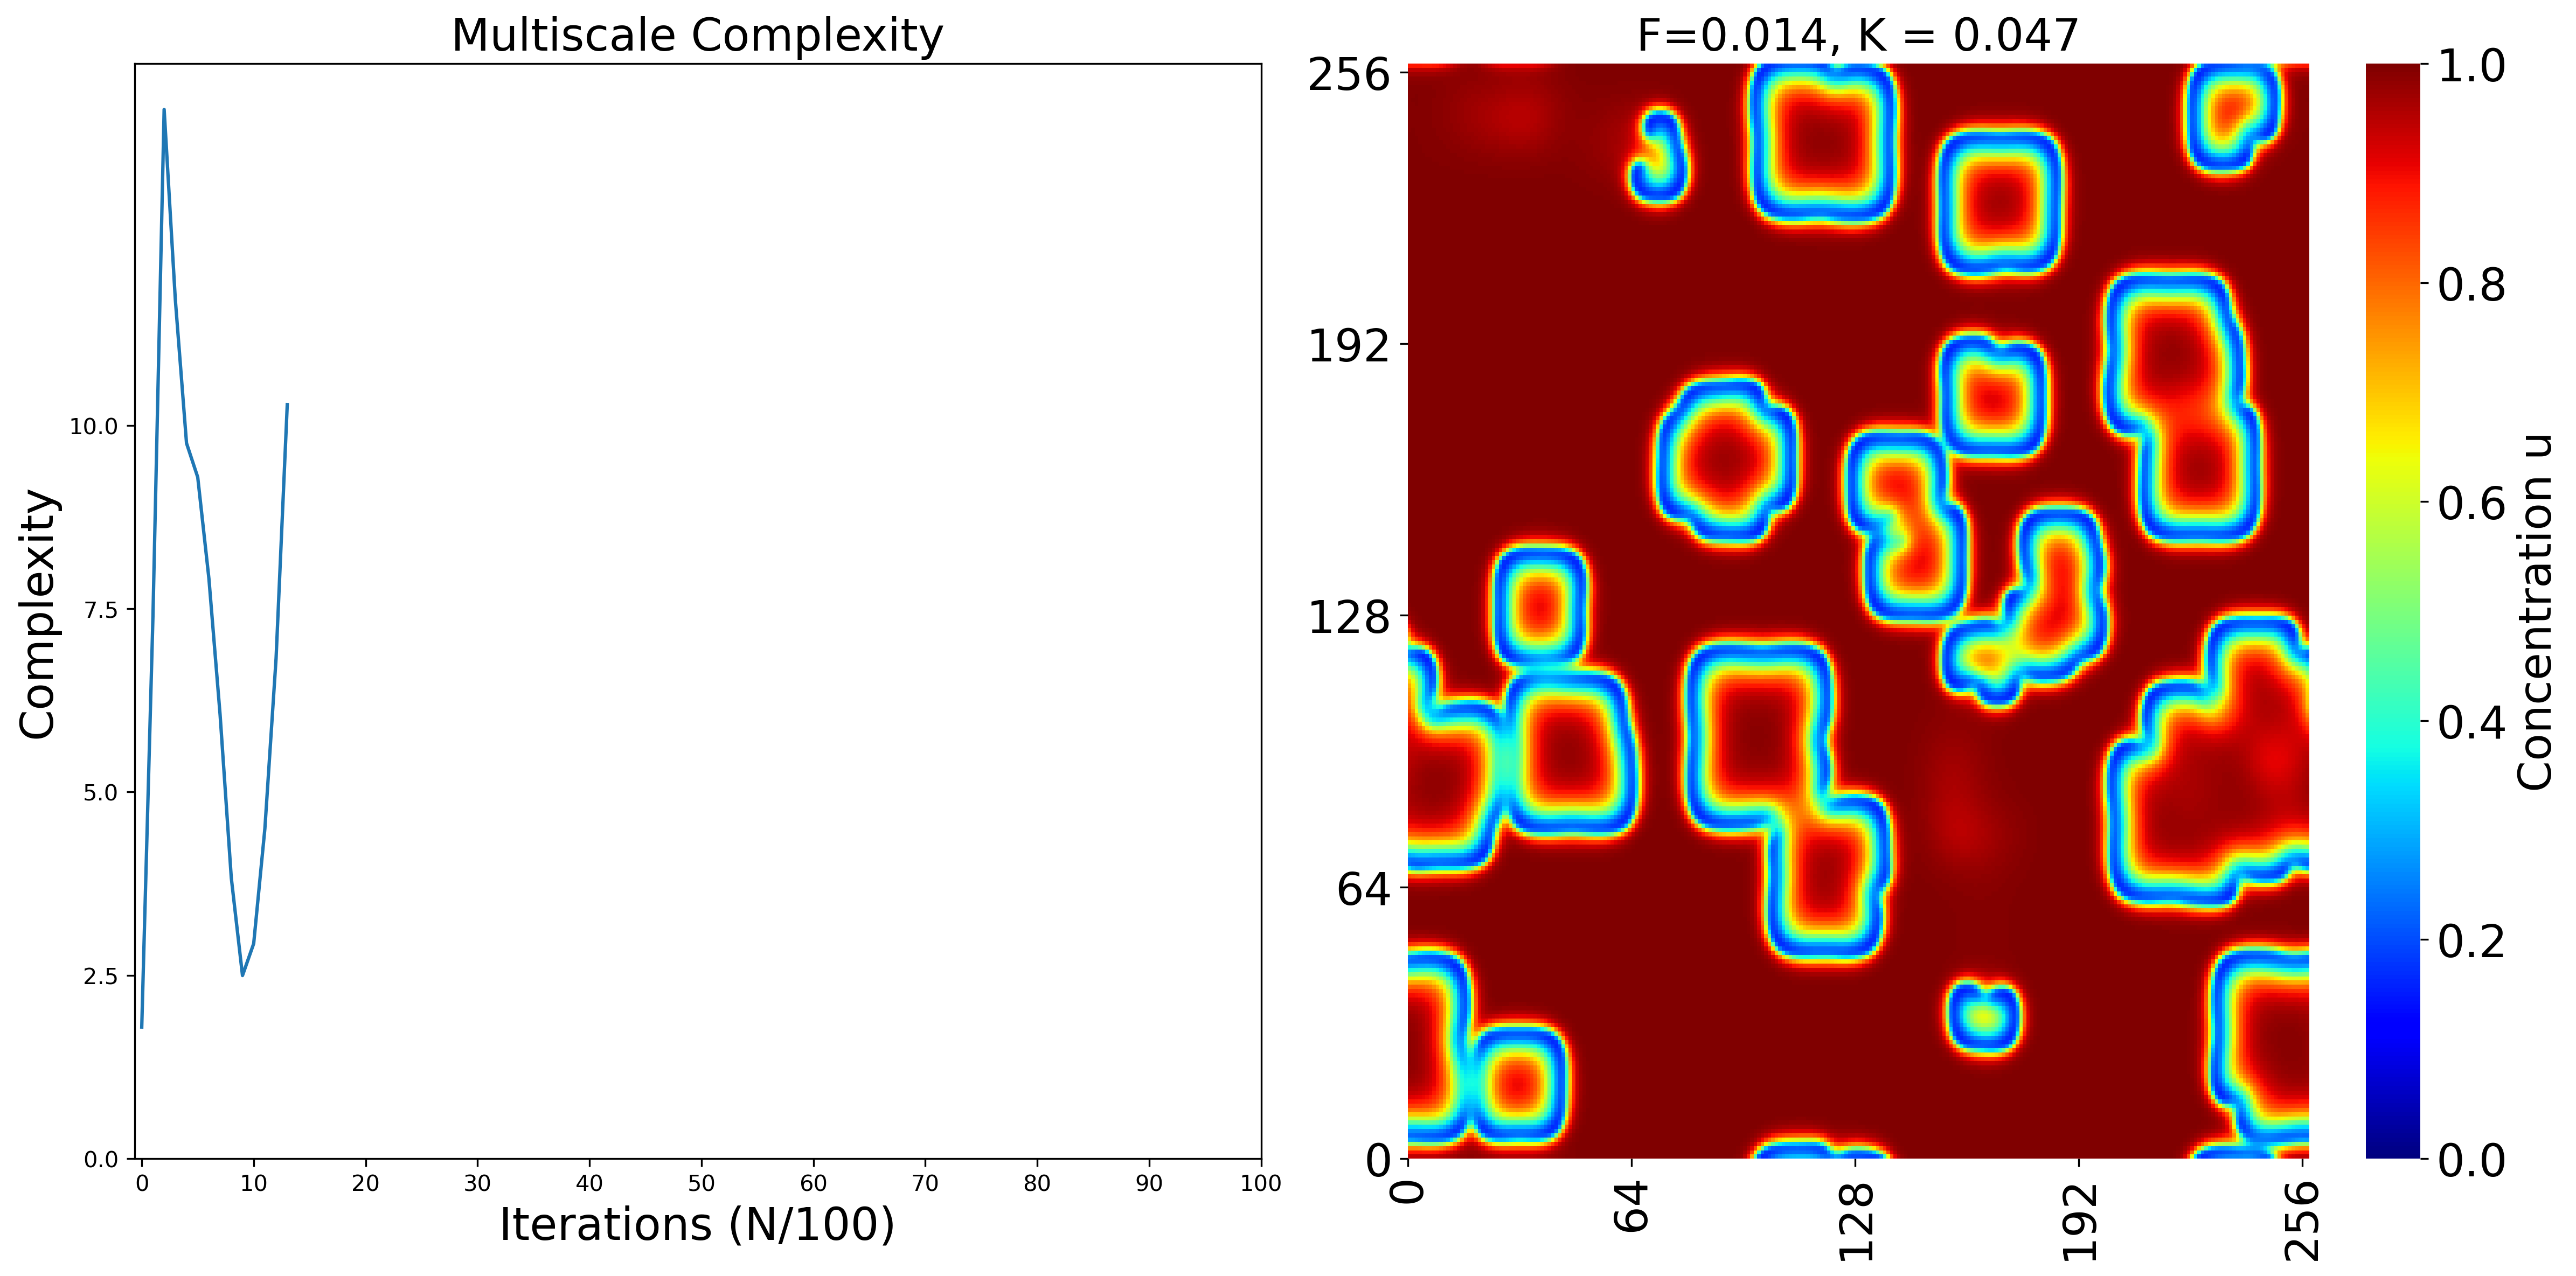 Multiscale Complexity
Complexity
10.0
7.5
5.0
2.5
0.0
0 10 20 30 40 50 60 70 80 90 100
Iterations (N/100)
F=0.014, K = 0.047
256
192
128
64
0
0 64 128 192 256
1.0
0.8
0.6
0.4
0.2
0.0
Concentration u